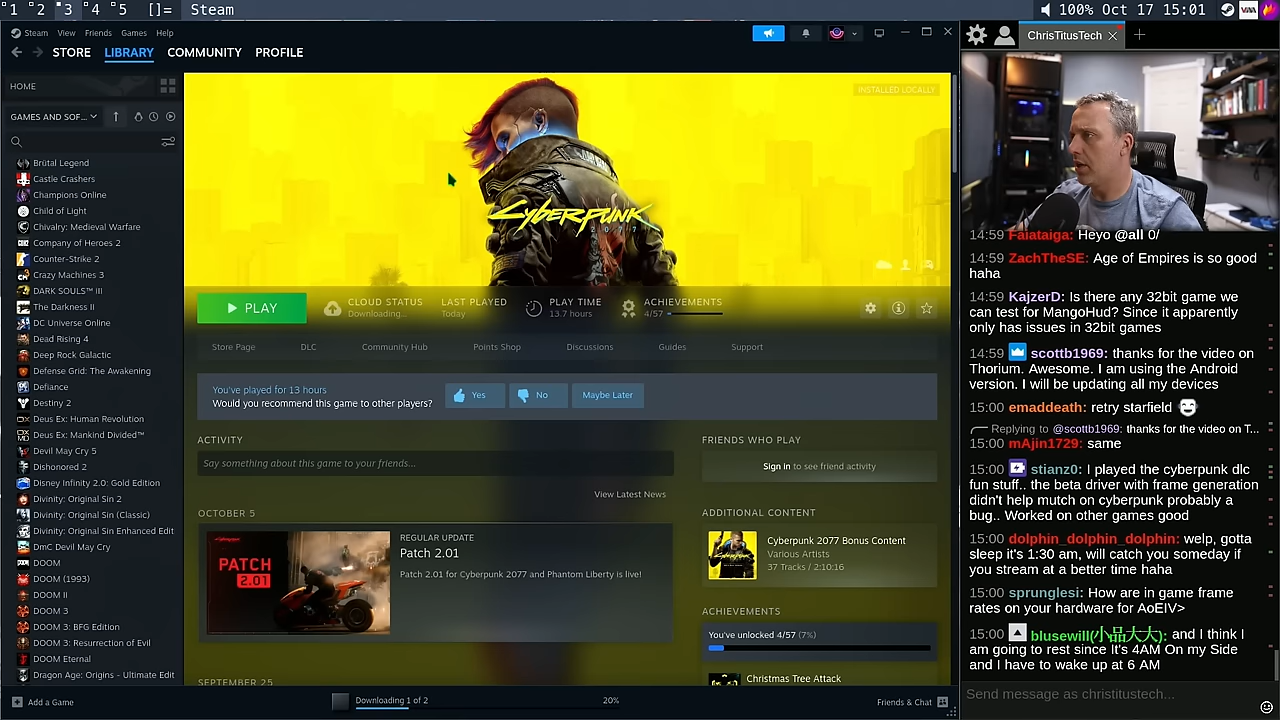 1 2 3 4 5 []= Steam
100% Oct 17 15:01
Steam View Friends Games Help
STORE LIBRARY COMMUNITY PROFILE
HOME
GAMES AND SOF...
Brütal Legend
Castle Crashers
Champions Online
Child of Light
Chivalry: Medieval Warfare
Company of Heroes 2
Counter-Strike 2
Crazy Machines 3
DARK SOULS™ III
The Darkness II
DC Universe Online
Dead Rising 4
Deep Rock Galactic
Defense Grid: The Awakening
Defiance
Destiny 2
Deus Ex: Human Revolution
Deus Ex: Mankind Divided™
Devil May Cry 5
Dishonored 2
Disney Infinity 2.0: Gold Edition
Divinity: Original Sin 2
Divinity: Original Sin (Classic)
Divinity: Original Sin Enhanced Edit
DmC Devil May Cry
DOOM
DOOM (1993)
DOOM II
DOOM 3
DOOM 3: BFG Edition
DOOM 3: Resurrection of Evil
DOOM Eternal
Dragon Age: Origins - Ultimate Edit
Add a Game
INSTALLED LOCALLY
Cyberpunk
2077
PLAY
CLOUD STATUS
Downloading...
LAST PLAYED
Today
PLAY TIME
13.7 hours
ACHIEVEMENTS
4/57
Store Page DLC Community Hub Points Shop Discussions Guides Support
You've played for 13 hours
Would you recommend this game to other players?
Yes No Maybe Later
ACTIVITY
Say something about this game to your friends...
View Latest News
OCTOBER 5
PATCH
2.01
REGULAR UPDATE
Patch 2.01
Patch 2.01 for Cyberpunk 2077 and Phantom Liberty is live!
SEPTEMBER 25
FRIENDS WHO PLAY
Sign in to see friend activity
ADDITIONAL CONTENT
Cyberpunk 2077 Bonus Content
Various Artists
37 Tracks / 2:10:16
ACHIEVEMENTS
You've unlocked 4/57 (7%)
Christmas Tree Attack
Downloading 1 of 2 20%
Friends & Chat
ChrisTitusTech
14:59 Faiataiga: Heyo @all 0/
14:59 ZachTheSE: Age of Empires is so good
haha
14:59 KajzerD: Is there any 32bit game we
can test for MangoHud? Since it apparently
only has issues in 32bit games
14:59 scottb1969: thanks for the video on
Thorium. Awesome. I am using the Android
version. I will be updating all my devices
15:00 emaddeath: retry starfield
Replying to @scottb1969: thanks for the video on T...
15:00 mAjin1729: same
15:00 stianz0: I played the cyberpunk dlc
fun stuff.. the beta driver with frame generation
didn't help mutch on cyberpunk probably a
bug.. Worked on other games good
15:00 dolphin_dolphin_dolphin: welp, gotta
sleep it's 1:30 am, will catch you someday if
you stream at a better time haha
15:00 sprunglesi: How are in game frame
rates on your hardware for AoEIV>
15:00 blusewill(小品大大): and I think I
am going to rest since It's 4AM On my Side
and I have to wake up at 6 AM
Send message as christitustech...